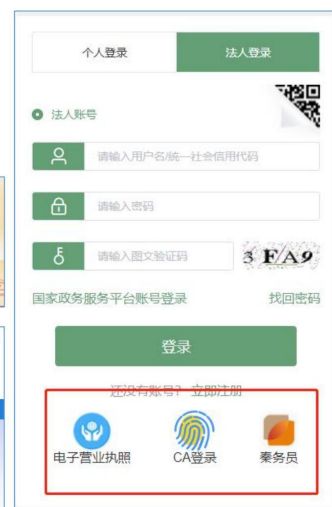 个人登录 法人登录
法人账号
请输入用户名/统一社会信用代码
请输入密码
请输入图文验证码 3 F A 9
国家政务服务平台账号登录 找回密码
登录
还没有账号? 立即注册
电子营业执照 CA登录 秦务员